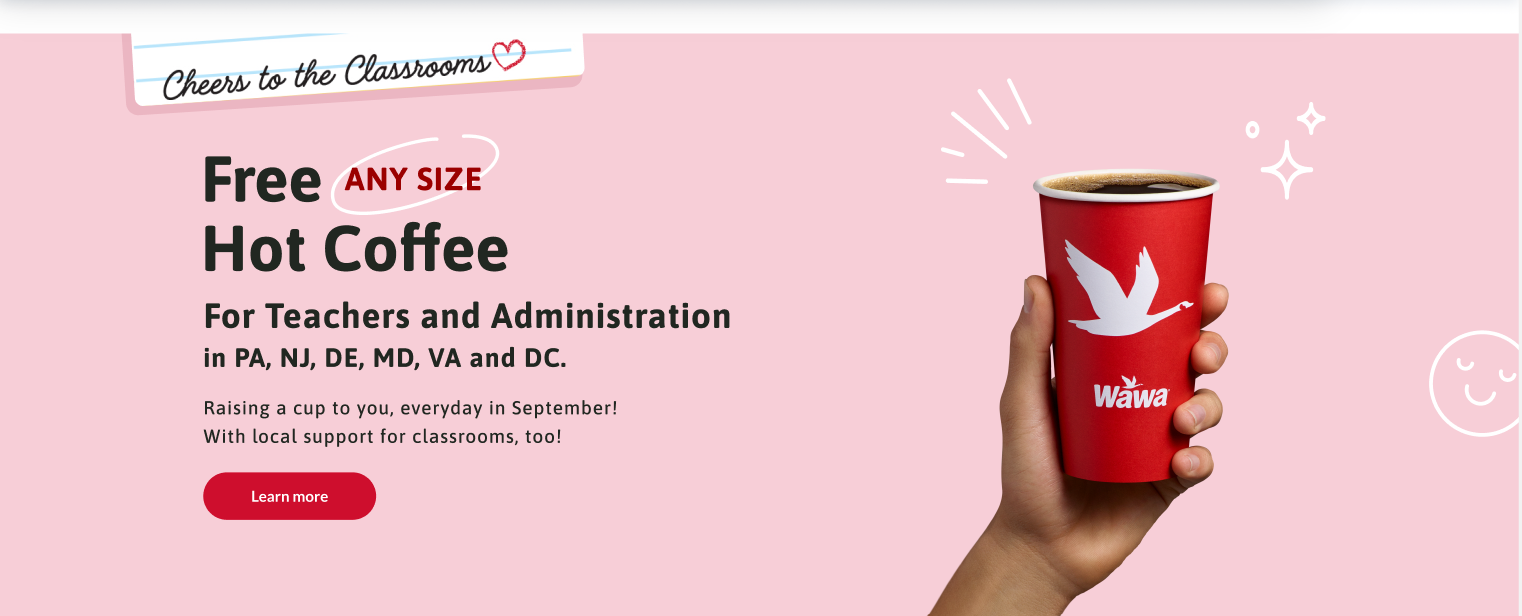 Cheers to the Classrooms
Free ANY SIZE
Hot Coffee
For Teachers and Administration
in PA, NJ, DE, MD, VA and DC.
Raising a cup to you, everyday in September!
With local support for classrooms, too!
Learn more
Wawa